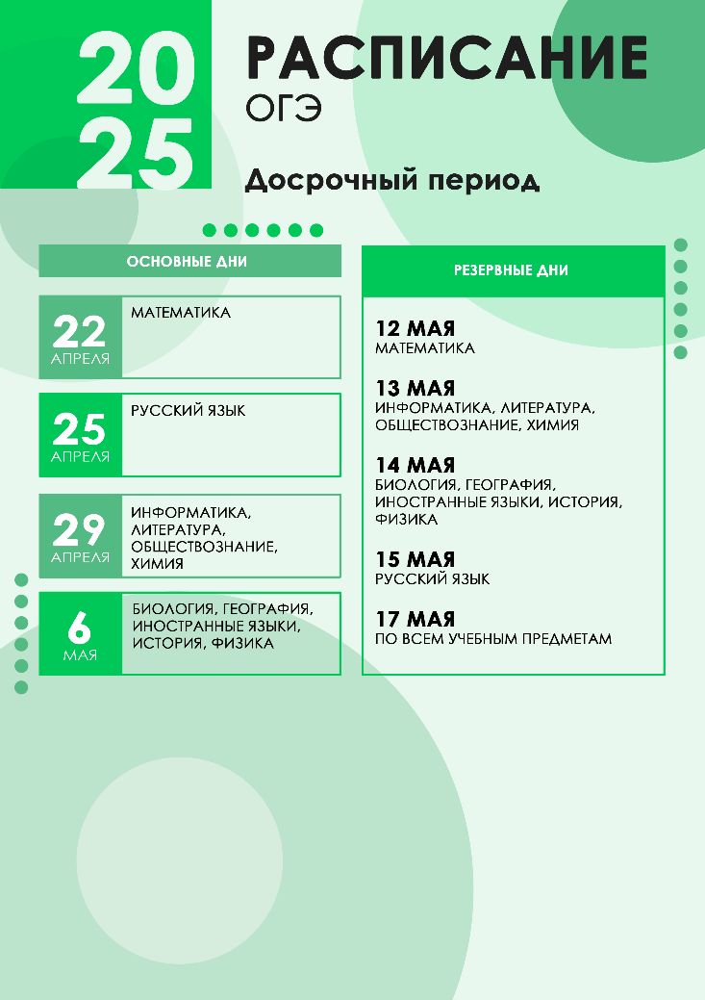 20
25
РАСПИСАНИЕ
ОГЭ
Досрочный период
ОСНОВНЫЕ ДНИ
22
АПРЕЛЯ
МАТЕМАТИКА
25
АПРЕЛЯ
РУССКИЙ ЯЗЫК
29
АПРЕЛЯ
ИНФОРМАТИКА,
ЛИТЕРАТУРА,
ОБЩЕСТВОЗНАНИЕ,
ХИМИЯ
6
МАЯ
БИОЛОГИЯ, ГЕОГРАФИЯ,
ИНОСТРАННЫЕ ЯЗЫКИ,
ИСТОРИЯ, ФИЗИКА
РЕЗЕРВНЫЕ ДНИ
12 МАЯ
МАТЕМАТИКА
13 МАЯ
ИНФОРМАТИКА, ЛИТЕРАТУРА,
ОБЩЕСТВОЗНАНИЕ, ХИМИЯ
14 МАЯ
БИОЛОГИЯ, ГЕОГРАФИЯ,
ИНОСТРАННЫЕ ЯЗЫКИ, ИСТОРИЯ,
ФИЗИКА
15 МАЯ
РУССКИЙ ЯЗЫК
17 МАЯ
ПО ВСЕМ УЧЕБНЫМ ПРЕДМЕТАМ